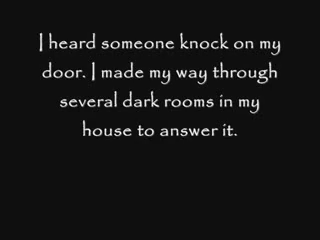 I heard someone knock on my
door. I made my way through
several dark rooms in my
house to answer it.